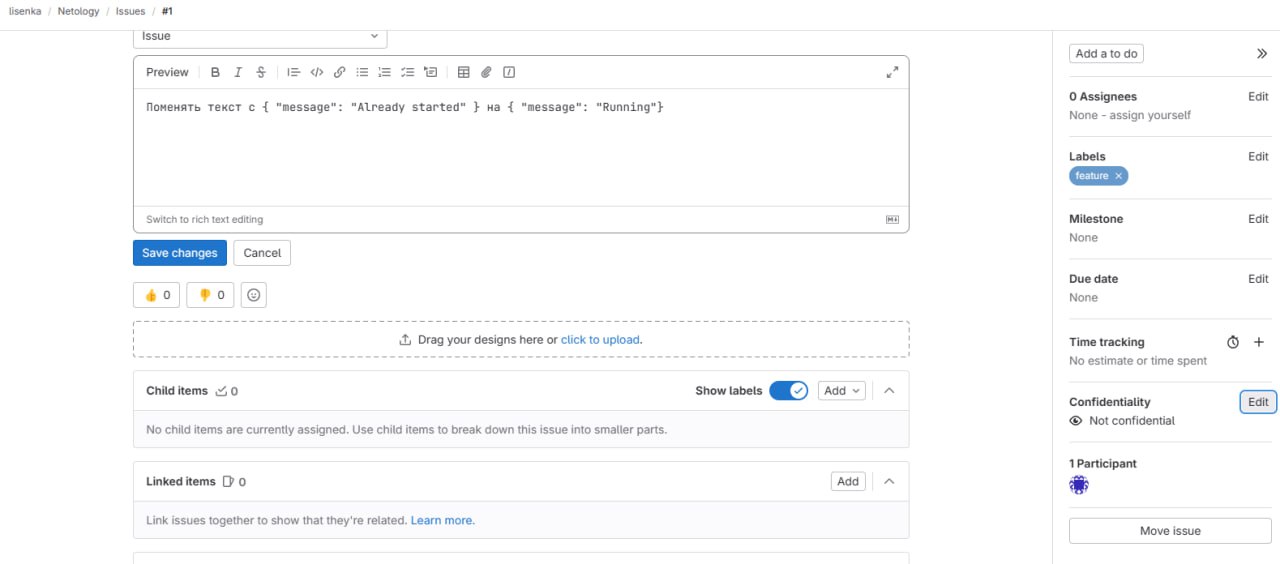 lisenka / Netology / Issues / #1
Issue
Preview
Поменять текст с { "message": "Already started" } на { "message": "Running"}
Switch to rich text editing
Save changes Cancel
👍 0 👎 0
Drag your designs here or click to upload.
Child items 0 Show labels Add
No child items are currently assigned. Use child items to break down this issue into smaller parts.
Linked items 0 Add
Link issues together to show that they're related. Learn more.
Add a to do
0 Assignees Edit
None - assign yourself
Labels Edit
feature
Milestone Edit
None
Due date Edit
None
Time tracking
No estimate or time spent
Confidentiality Edit
Not confidential
1 Participant
Move issue